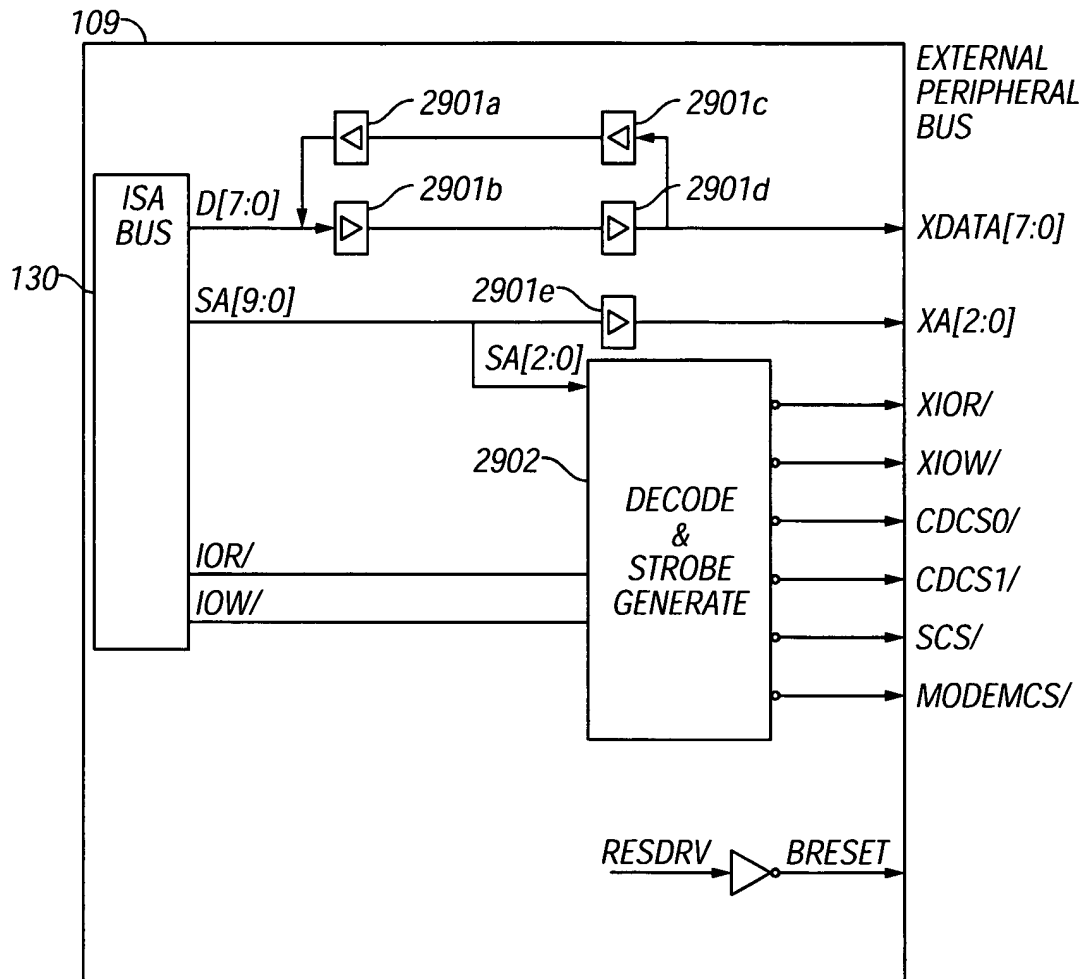 109
EXTERNAL
PERIPHERAL
BUS
2901a
2901c
ISA
BUS
D[7:0]
2901b
2901d
XDATA[7:0]
130
SA[9:0]
2901e
XA[2:0]
SA[2:0]
XIOR/
2902
XIOW/
DECODE
&
STROBE
GENERATE
CDCS0/
IOR/
CDCS1/
IOW/
SCS/
MODEMCS/
RESDRV
BRESET